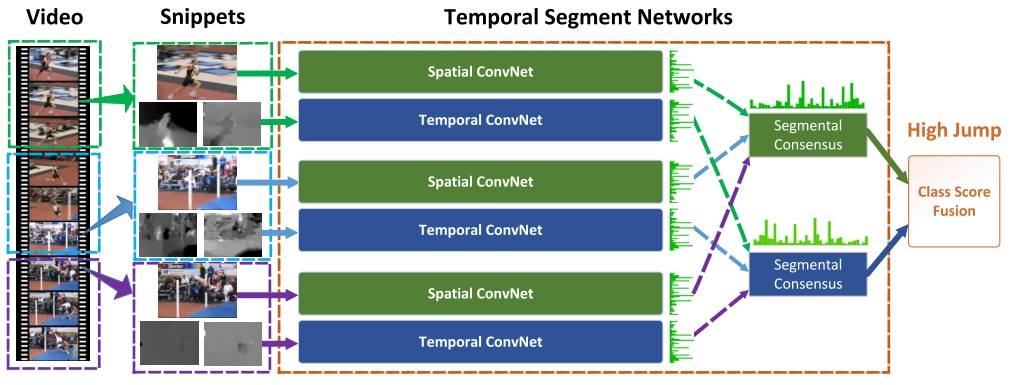 Video
Snippets
Temporal Segment Networks
Spatial ConvNet
Temporal ConvNet
Spatial ConvNet
Temporal ConvNet
Spatial ConvNet
Temporal ConvNet
Segmental
Consensus
Segmental
Consensus
High Jump
Class Score
Fusion